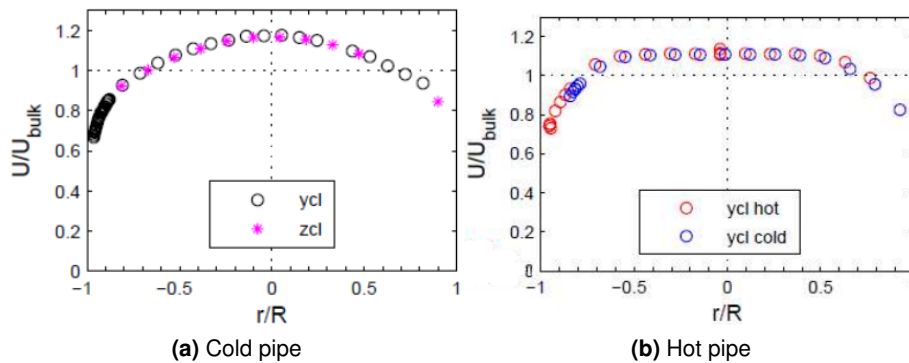 1.2
1
0.8
0.6
0.4
0.2
0
U/U_bulk
ycl
zcl
−1
−0.5
0
0.5
1
r/R
(a) Cold pipe
1.2
1
0.8
0.6
0.4
0.2
0
U/U_bulk
ycl hot
ycl cold
−1
−0.5
0
0.5
r/R
(b) Hot pipe